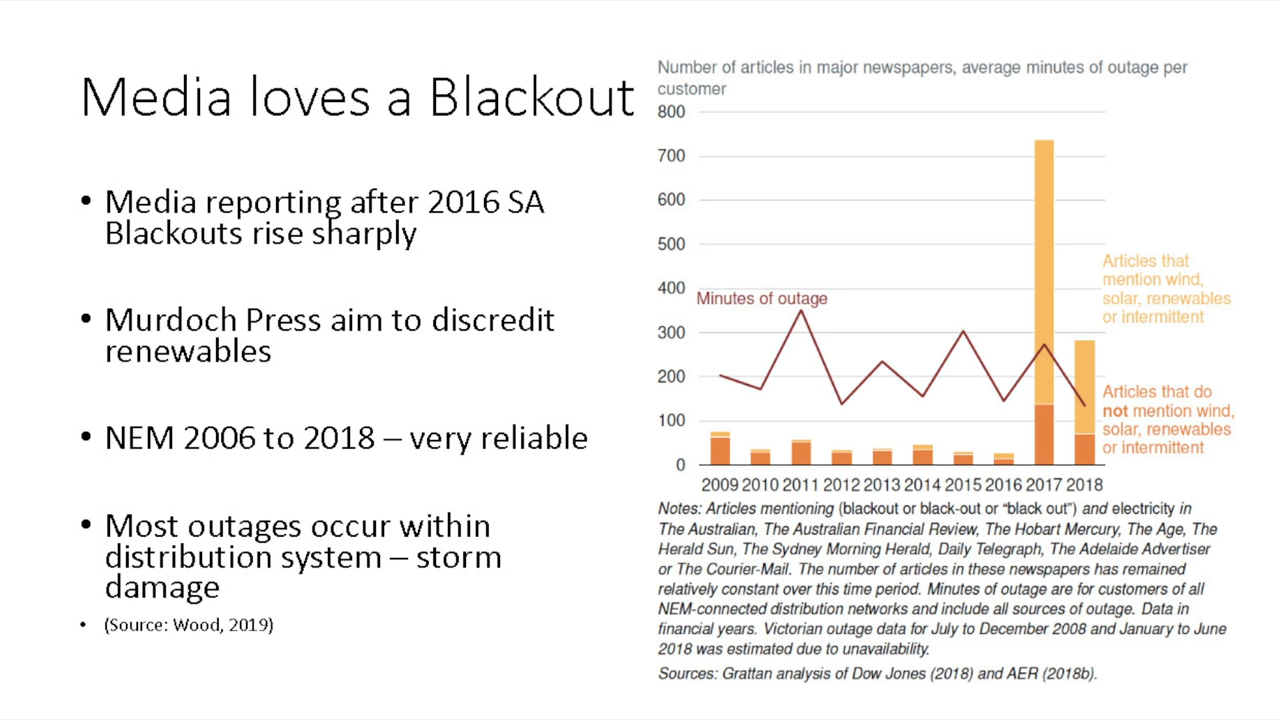 Media loves a Blackout
• Media reporting after 2016 SA
Blackouts rise sharply
• Murdoch Press aim to discredit
renewables
• NEM 2006 to 2018 – very reliable
• Most outages occur within
distribution system – storm
damage
• (Source: Wood, 2019)
Number of articles in major newspapers, average minutes of outage per
customer
800
700
600
500
400
300
200
100
0
Minutes of outage
Articles that
mention wind,
solar, renewables
or intermittent
Articles that do
not mention wind,
solar, renewables
or intermittent
2009 2010 2011 2012 2013 2014 2015 2016 2017 2018
Notes: Articles mentioning (blackout or black-out or “black out”) and electricity in
The Australian, The Australian Financial Review, The Hobart Mercury, The Age, The
Herald Sun, The Sydney Morning Herald, Daily Telegraph, The Adelaide Advertiser
or The Courier-Mail. The number of articles in these newspapers has remained
relatively constant over this time period. Minutes of outage are for customers of all
NEM-connected distribution networks and include all sources of outage. Data in
financial years. Victorian outage data for July to December 2008 and January to June
2018 was estimated due to unavailability.
Sources: Grattan analysis of Dow Jones (2018) and AER (2018b).